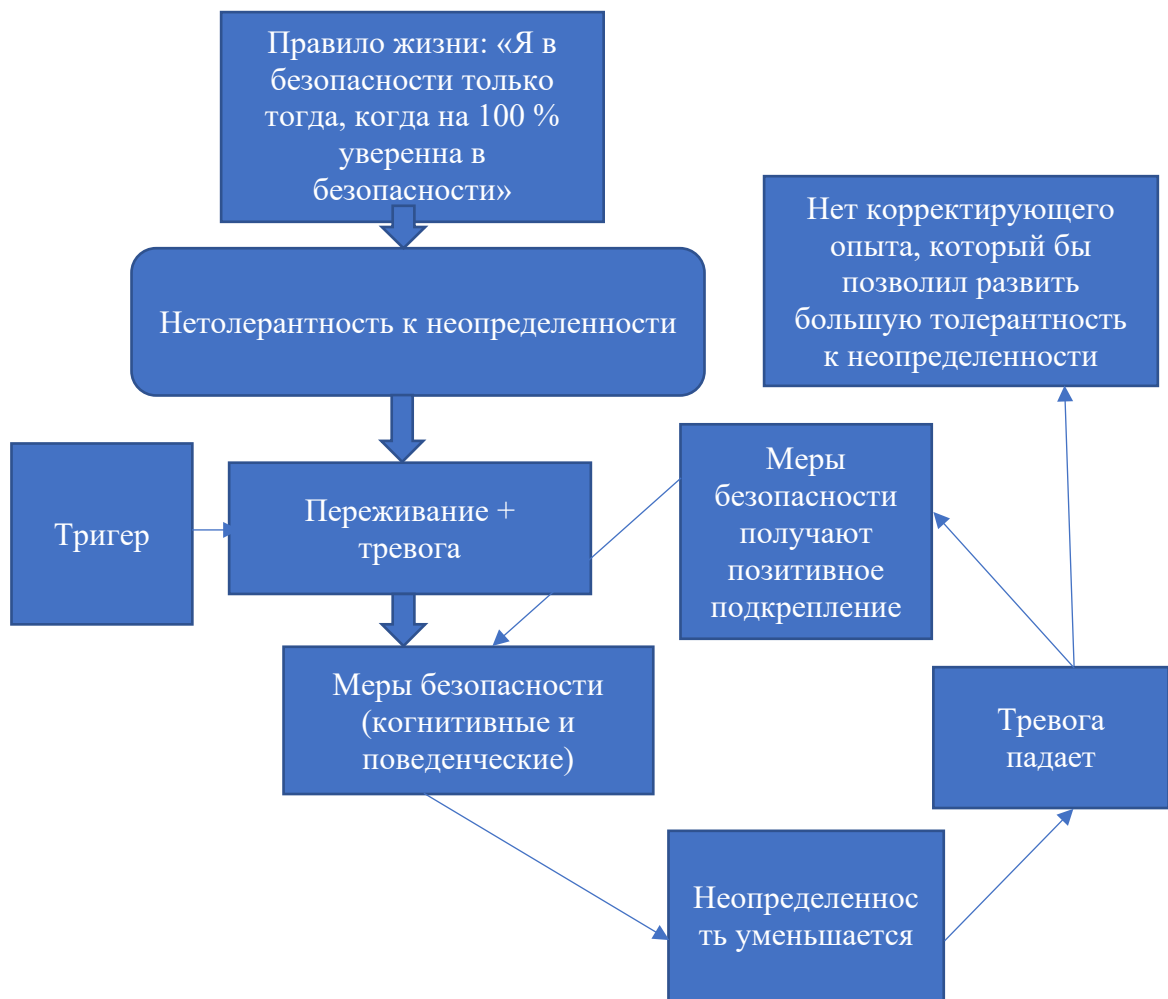 Правило жизни: «Я в
безопасности только
тогда, когда на 100 %
уверенна в
безопасности»
Нет корректирующего
опыта, который бы
позволил развить
большую толерантность
к неопределенности
Нетолерантность к неопределенности
Меры
безопасности
получают
позитивное
подкрепление
Тригер
Переживание +
тревога
Меры безопасности
(когнитивные и
поведенческие)
Тревога
падает
Неопределеннос
ть уменьшается